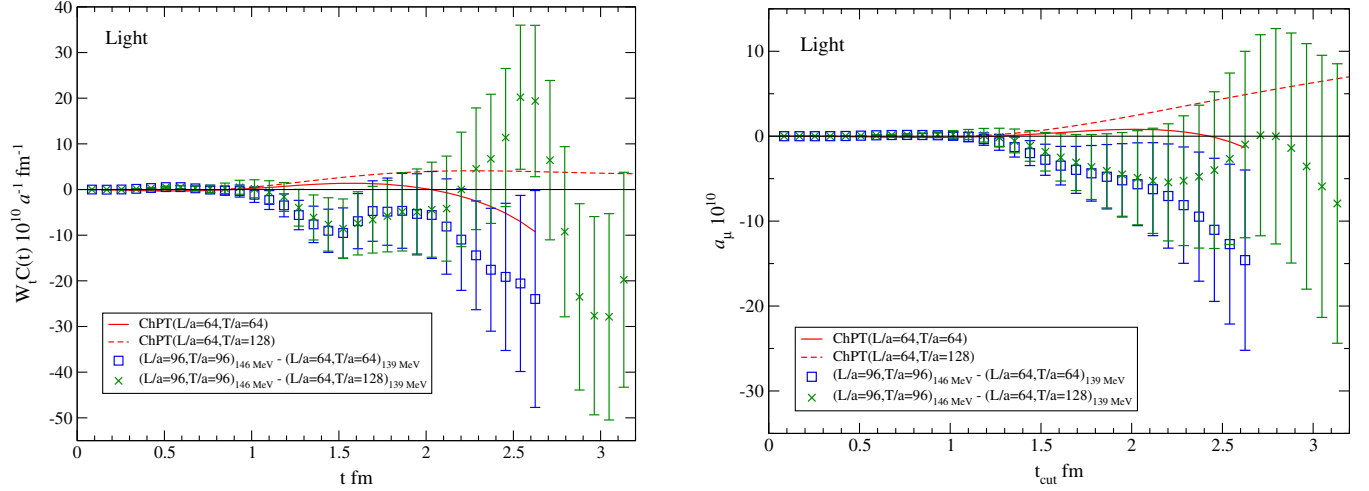 Light
W_t C(t) 10^10 a^-1 fm^-1
40
30
20
10
0
-10
-20
-30
-40
-50
ChPT(L/a=64,T/a=64)
ChPT(L/a=64,T/a=128)
(L/a=96,T/a=96)_146 MeV - (L/a=64,T/a=64)_139 MeV
(L/a=96,T/a=96)_146 MeV - (L/a=64,T/a=128)_139 MeV
0 0.5 1 1.5 2 2.5 3
t fm
Light
a_μ 10^10
10
0
-10
-20
-30
ChPT(L/a=64,T/a=64)
ChPT(L/a=64,T/a=128)
(L/a=96,T/a=96)_146 MeV - (L/a=64,T/a=64)_139 MeV
(L/a=96,T/a=96)_146 MeV - (L/a=64,T/a=128)_139 MeV
0 0.5 1 1.5 2 2.5 3
t_cut fm